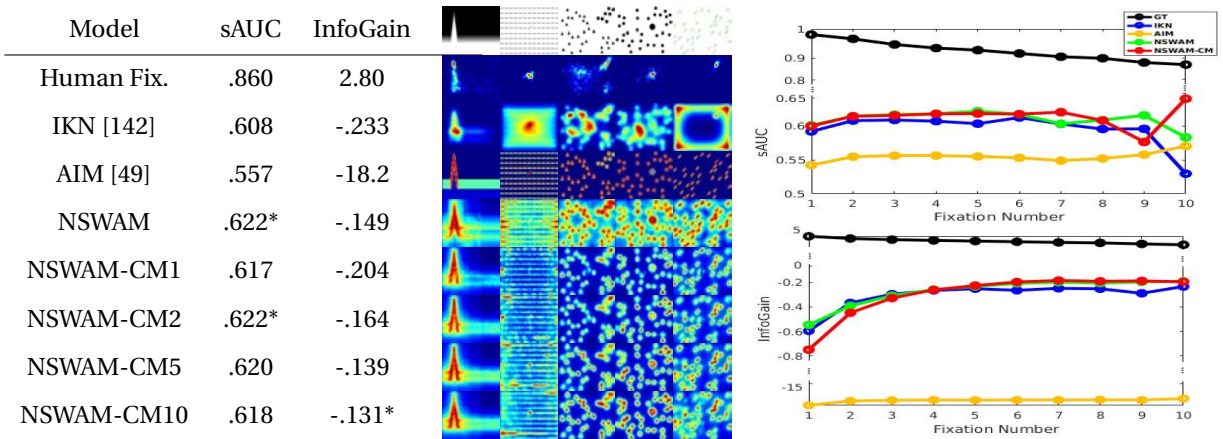 Model sAUC InfoGain
Human Fix. .860 2.80
IKN [142] .608 -.233
AIM [49] .557 -18.2
NSWAM .622* -.149
NSWAM-CM1 .617 -.204
NSWAM-CM2 .622* -.164
NSWAM-CM5 .620 -.139
NSWAM-CM10 .618 -.131*
GT
IKN
AIM
NSWAM
NSWAM-CM
1
0.9
0.8
0.65
0.6
0.55
0.5
sAUC
1 2 3 4 5 6 7 8 9 10
Fixation Number
5
0
-0.2
-0.4
-0.6
-0.8
-15
InfoGain
1 2 3 4 5 6 7 8 9 10
Fixation Number